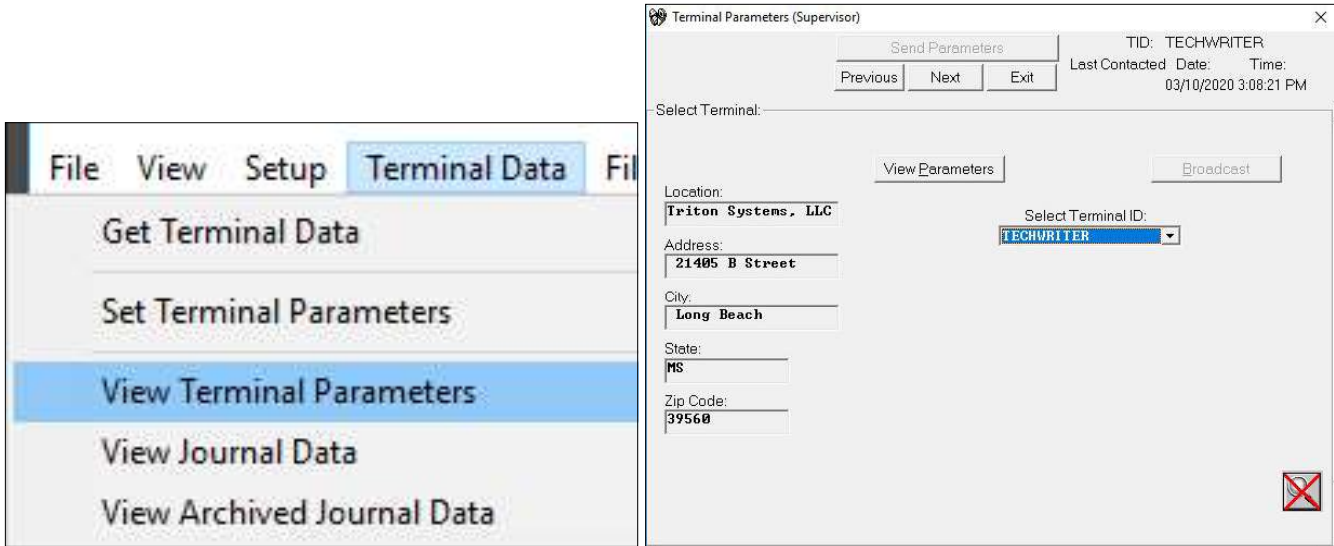 File View Setup Terminal Data Fil
Get Terminal Data
Set Terminal Parameters
View Terminal Parameters
View Journal Data
View Archived Journal Data
Terminal Parameters (Supervisor)
Send Parameters
TID: TECHWRITER
Previous Next Exit
Last Contacted Date: Time:
03/10/2020 3:08:21 PM
Select Terminal:
View Parameters
Broadcast
Location:
Triton Systems, LLC
Select Terminal ID:
TECHWRITER
Address:
21405 B Street
City:
Long Beach
State:
MS
Zip Code:
39560